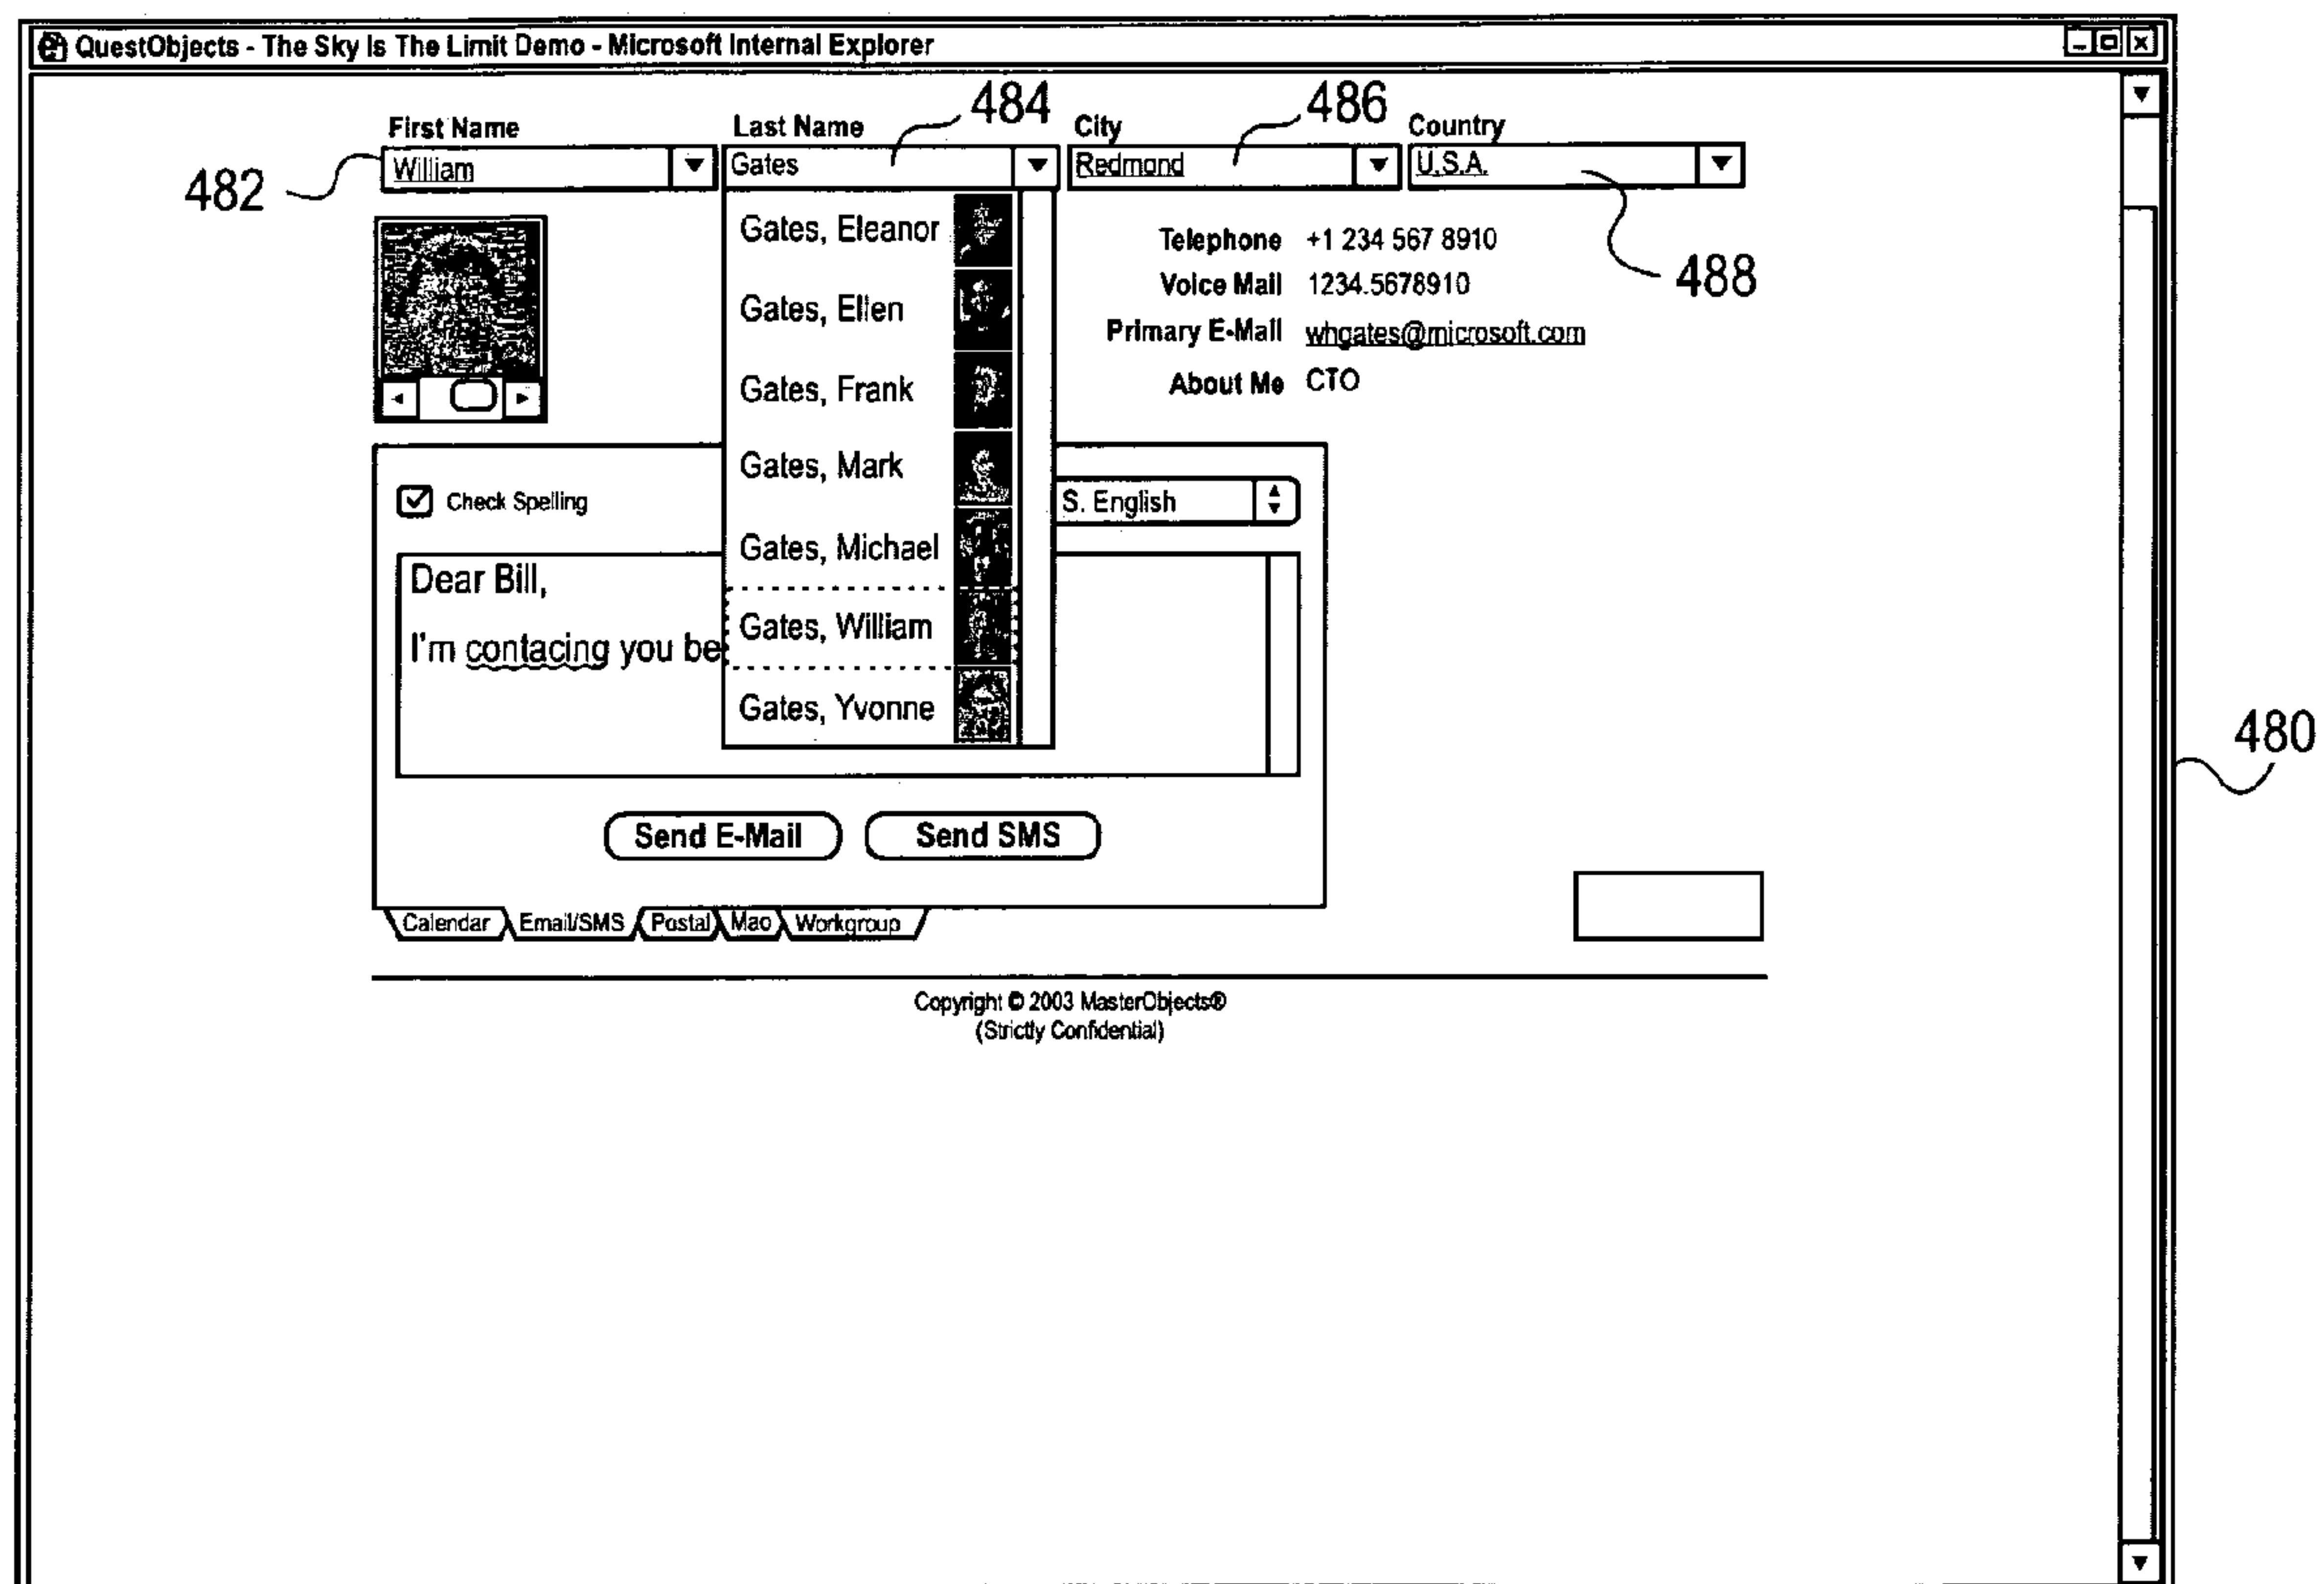 QuestObjects - The Sky Is The Limit Demo - Microsoft Internal Explorer
484
486
First Name
Last Name
City
Country
482
William
Gates
Redmond
U.S.A.
Gates, Eleanor
Gates, Ellen
Gates, Frank
Gates, Mark
Gates, Michael
Gates, William
Gates, Yvonne
Telephone +1 234 567 8910
Voice Mail 1234.5678910
488
Primary E-Mail whgates@microsoft.com
About Me CTO
Check Spelling
S. English
Dear Bill,
I'm contacing you be
480
Send E-Mail
Send SMS
Calendar Email/SMS Postal Mao Workgroup
Copyright © 2003 MasterObjects®
(Strictly Confidential)